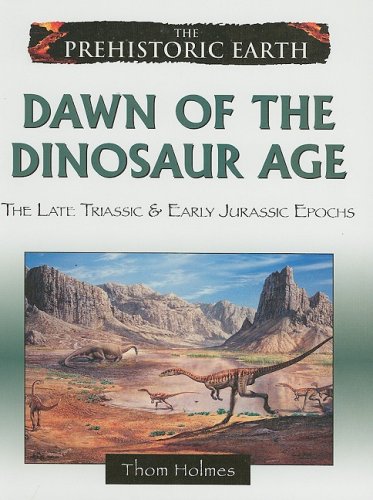 THE
PREHISTORIC EARTH
DAWN OF THE
DINOSAUR AGE
THE LATE TRIASSIC & EARLY JURASSIC EPOCHS
Thom Holmes